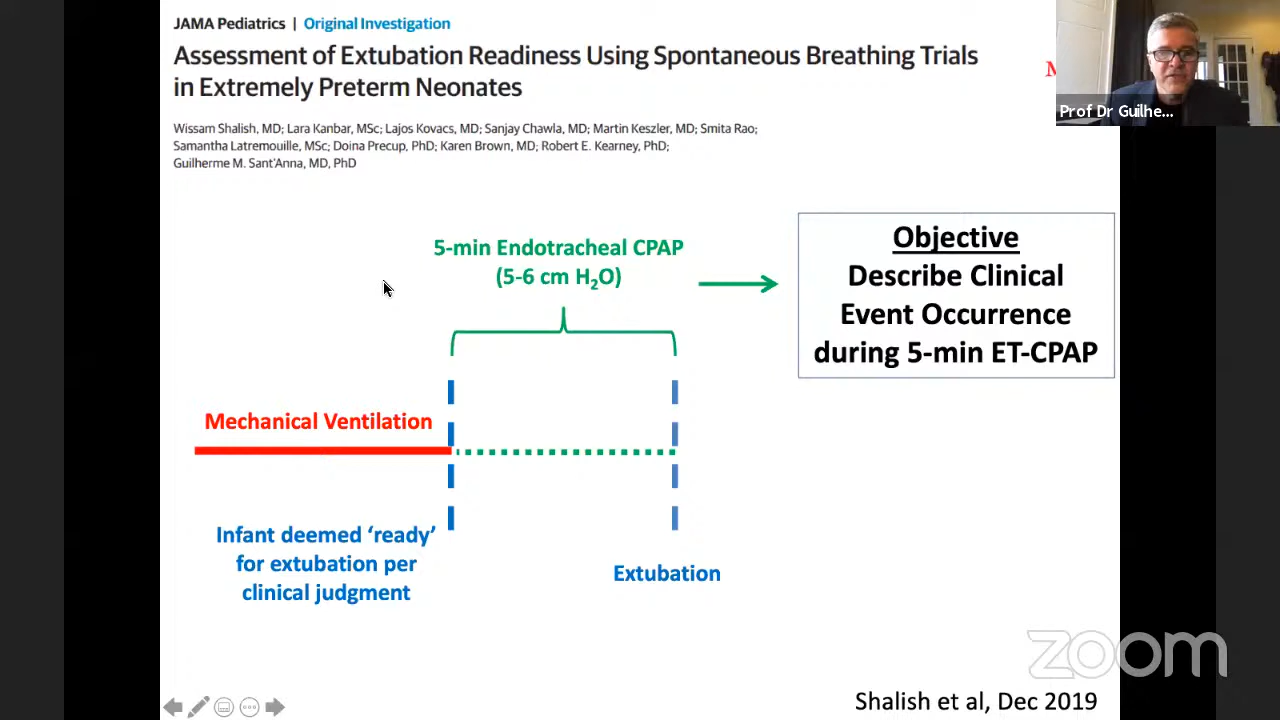 JAMA Pediatrics | Original Investigation
Assessment of Extubation Readiness Using Spontaneous Breathing Trials
in Extremely Preterm Neonates
Wissam Shalish, MD; Lara Kanbar, MSc; Lajos Kovacs, MD; Sanjay Chawla, MD; Martin Keszler, MD; Smita Rao;
Samantha Latremouille, MSc; Doina Precup, PhD; Karen Brown, MD; Robert E. Kearney, PhD;
Guilherme M. Sant'Anna, MD, PhD
Prof Dr Guilhe...
5-min Endotracheal CPAP
(5-6 cm H₂O)
Objective
Describe Clinical
Event Occurrence
during 5-min ET-CPAP
Mechanical Ventilation
Infant deemed ‘ready’
for extubation per
clinical judgment
Extubation
zoom
Shalish et al, Dec 2019